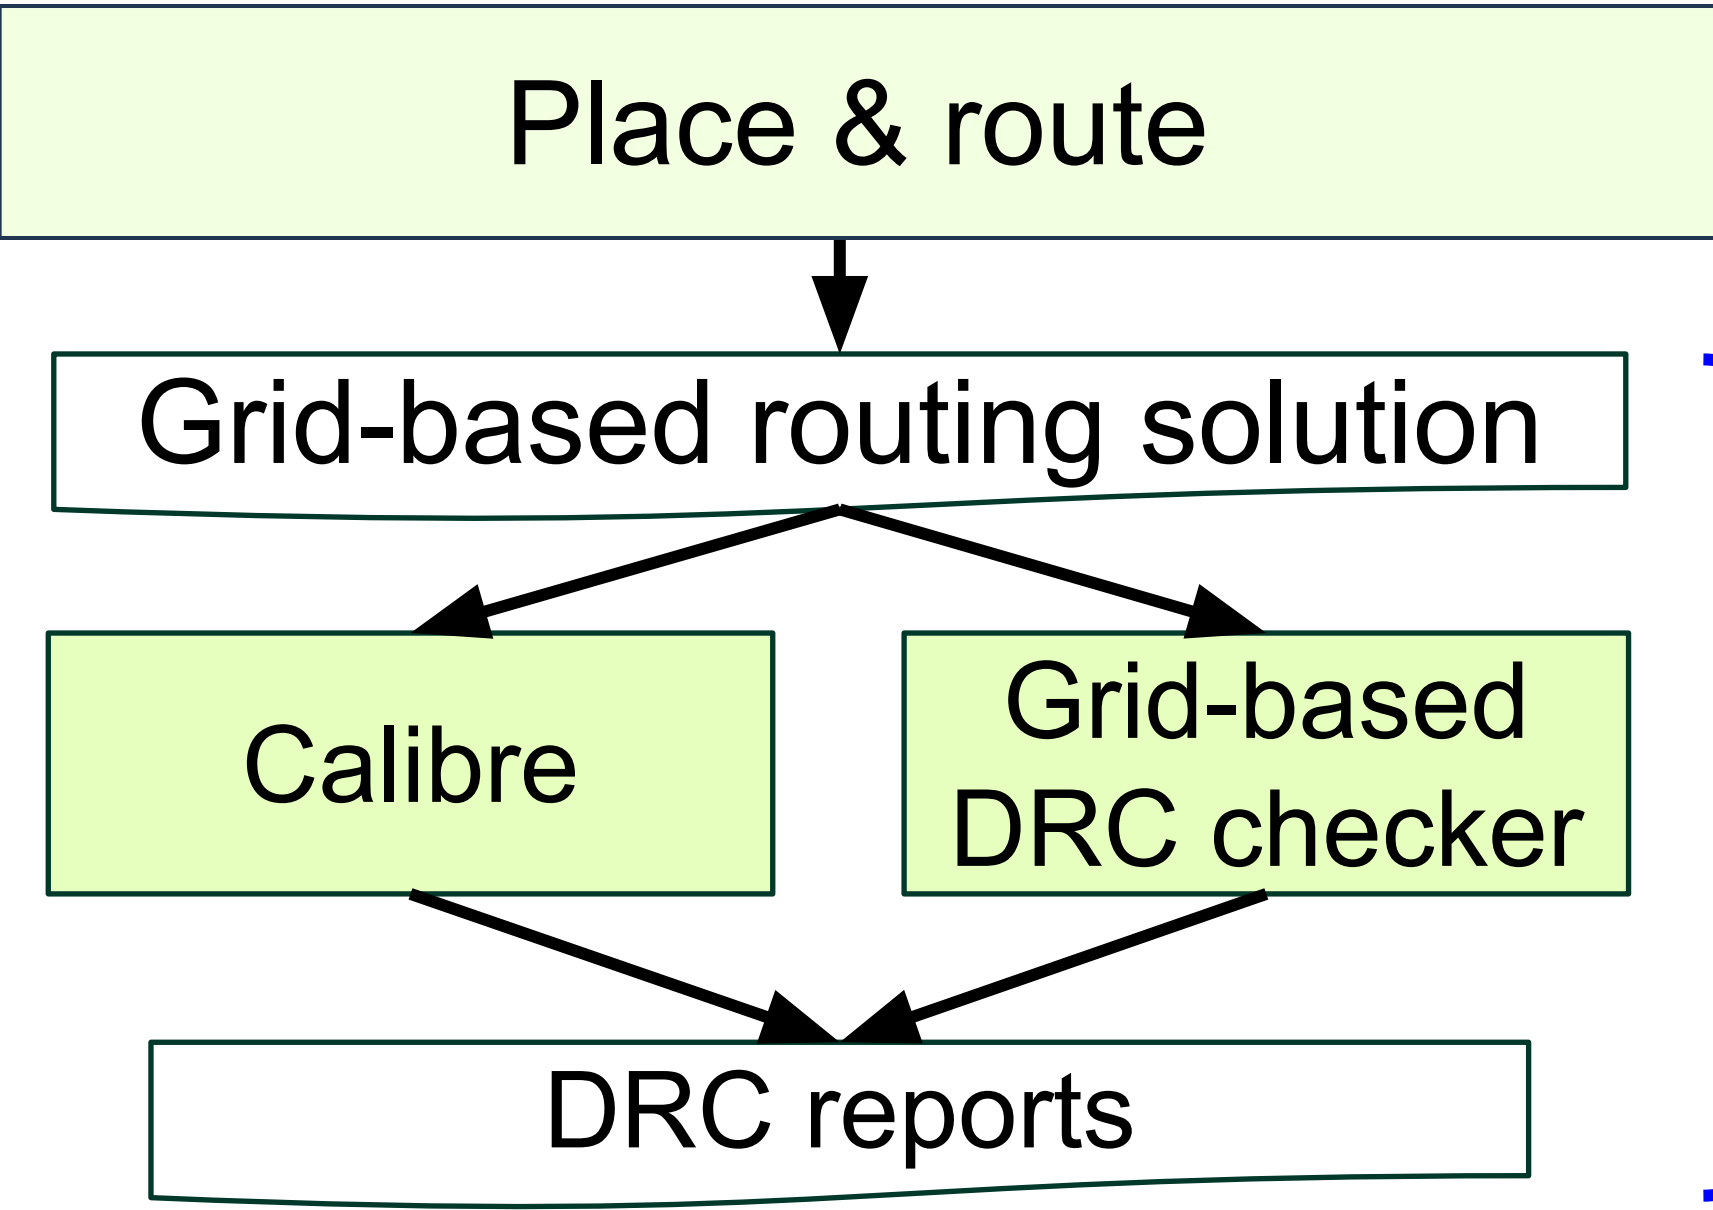 Place & route
Grid-based routing solution
Calibre
Grid-based
DRC checker
DRC reports